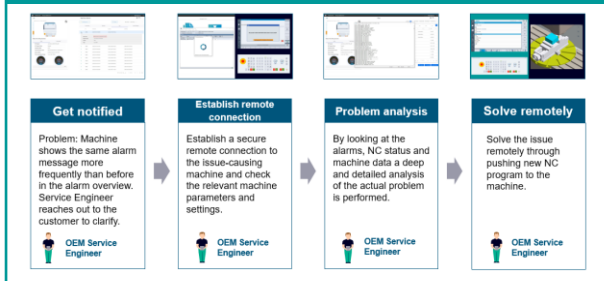 Get notified
Problem: Machine
shows the same alarm
message more
frequently than before
in the alarm overview.
Service Engineer
reaches out to the
customer to clarify.
OEM Service
Engineer
Establish remote
connection
Establish a secure
remote connection to
the issue-causing
machine and check
the relevant machine
parameters and
settings.
OEM Service
Engineer
Problem analysis
By looking at the
alarms, NC status and
machine data a deep
and detailed analysis
of the actual problem
is performed.
OEM Service
Engineer
Solve remotely
Solve the issue
remotely through
pushing new NC
program to the
machine.
OEM Service
Engineer